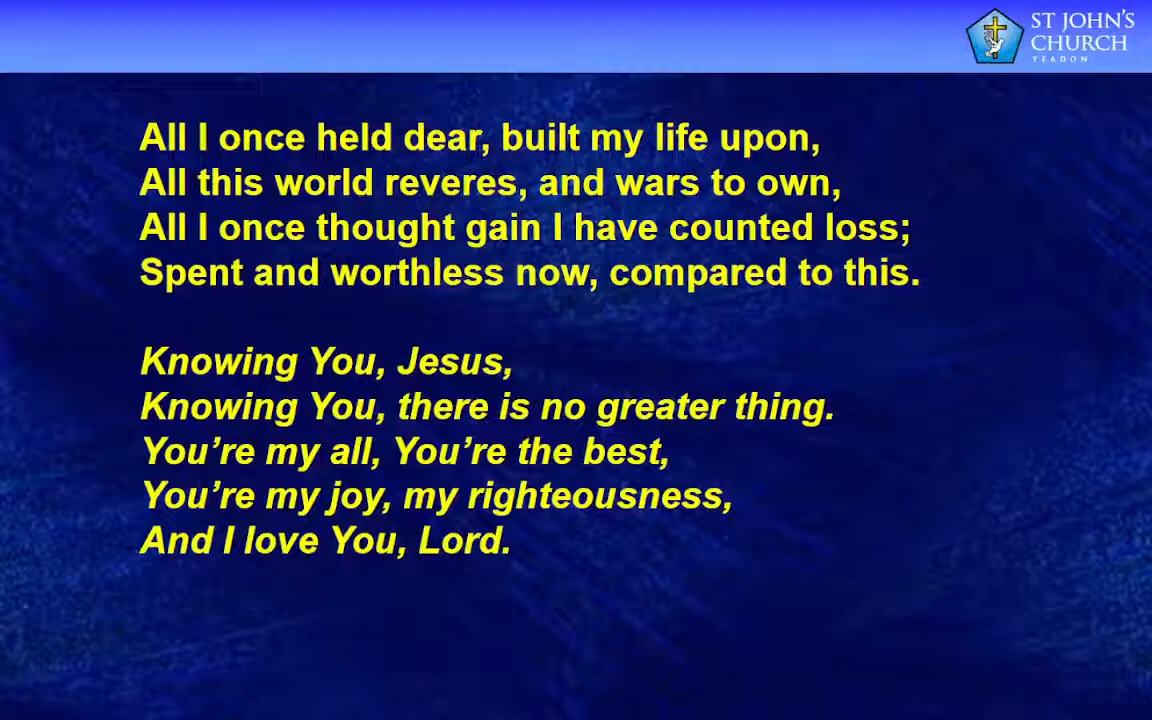 ST JOHN'S
CHURCH
YEADON
All I once held dear, built my life upon,
All this world reveres, and wars to own,
All I once thought gain I have counted loss;
Spent and worthless now, compared to this.
Knowing You, Jesus,
Knowing You, there is no greater thing.
You’re my all, You’re the best,
You’re my joy, my righteousness,
And I love You, Lord.